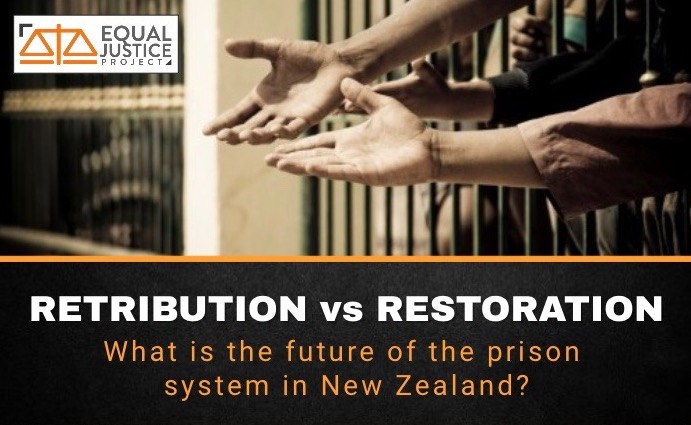 EQUAL
JUSTICE
PROJECT
RETRIBUTION vs RESTORATION
What is the future of the prison
system in New Zealand?